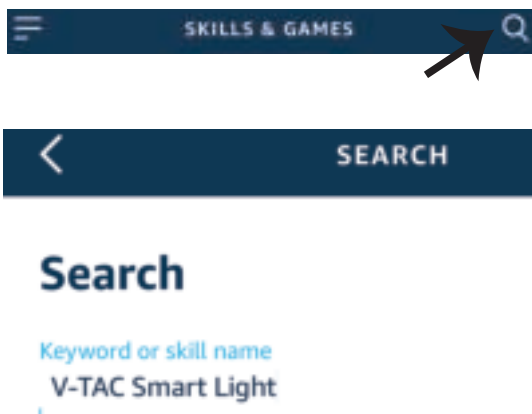 SKILLS & GAMES
SEARCH
Search
Keyword or skill name
V-TAC Smart Light